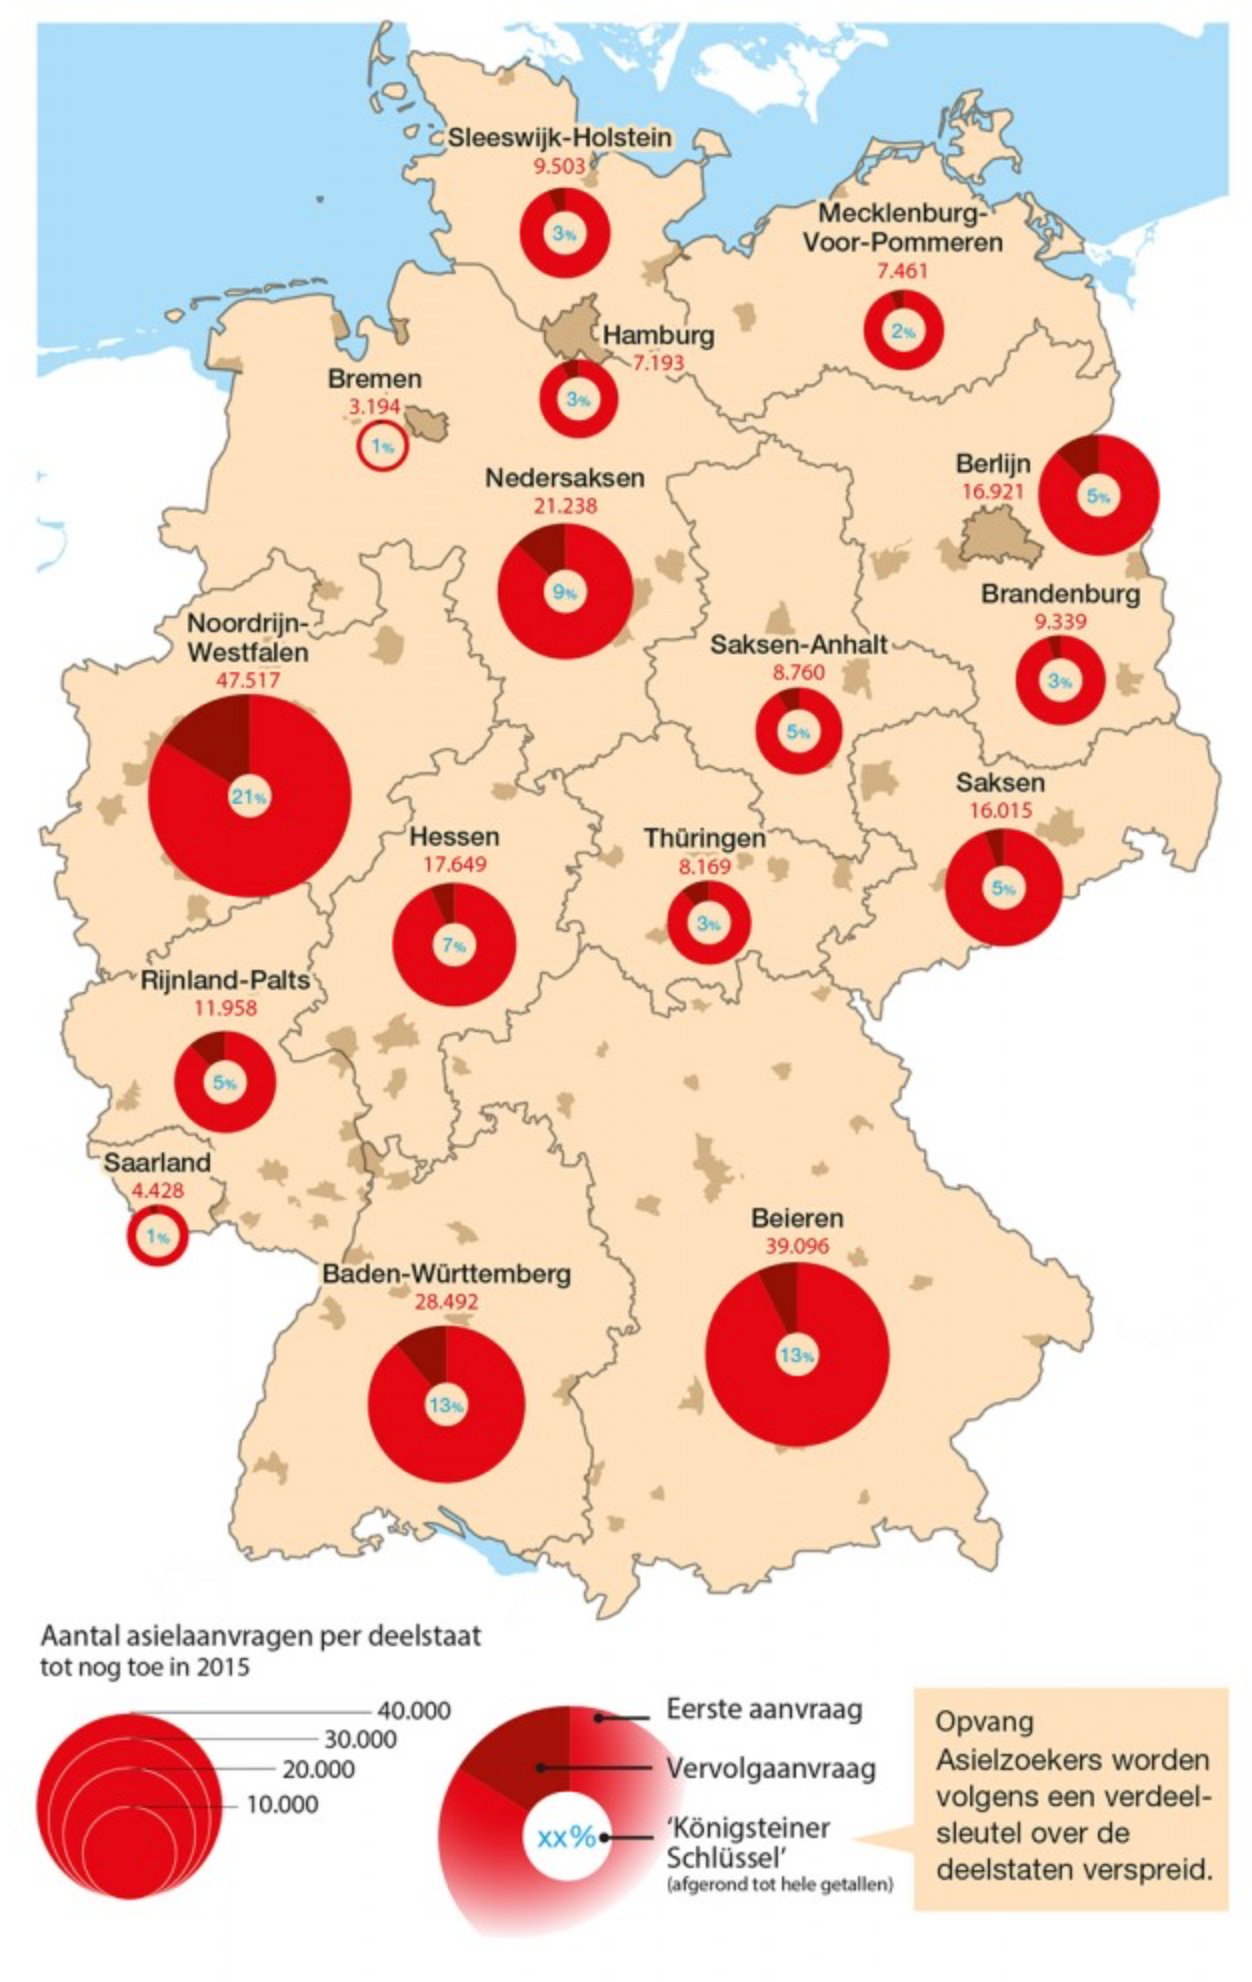 Sleeswijk-Holstein
9.503
3%
Mecklenburg-
Voor-Pommeren
7.461
2%
Hamburg
7.193
3%
Bremen
3.194
1%
Berlijn
16.921
5%
Nedersaksen
21.238
9%
Brandenburg
9.339
3%
Noordrijn-
Westfalen
47.517
21%
Saksen-Anhalt
8.760
5%
Saksen
16.015
5%
Hessen
17.649
7%
Thüringen
8.169
3%
Rijnland-Palts
11.958
5%
Saarland
4.428
1%
Beieren
39.096
13%
Baden-Württemberg
28.492
13%
Aantal asielaanvragen per deelstaat
tot nog toe in 2015
40.000
30.000
20.000
10.000
Eerste aanvraag
Vervolgaanvraag
xx%
‘Königsteiner
Schlüssel’
(afgerond tot hele getallen)
Opvang
Asielzoekers worden
volgens een verdeel-
sleutel over de
deelstaten verspreid.